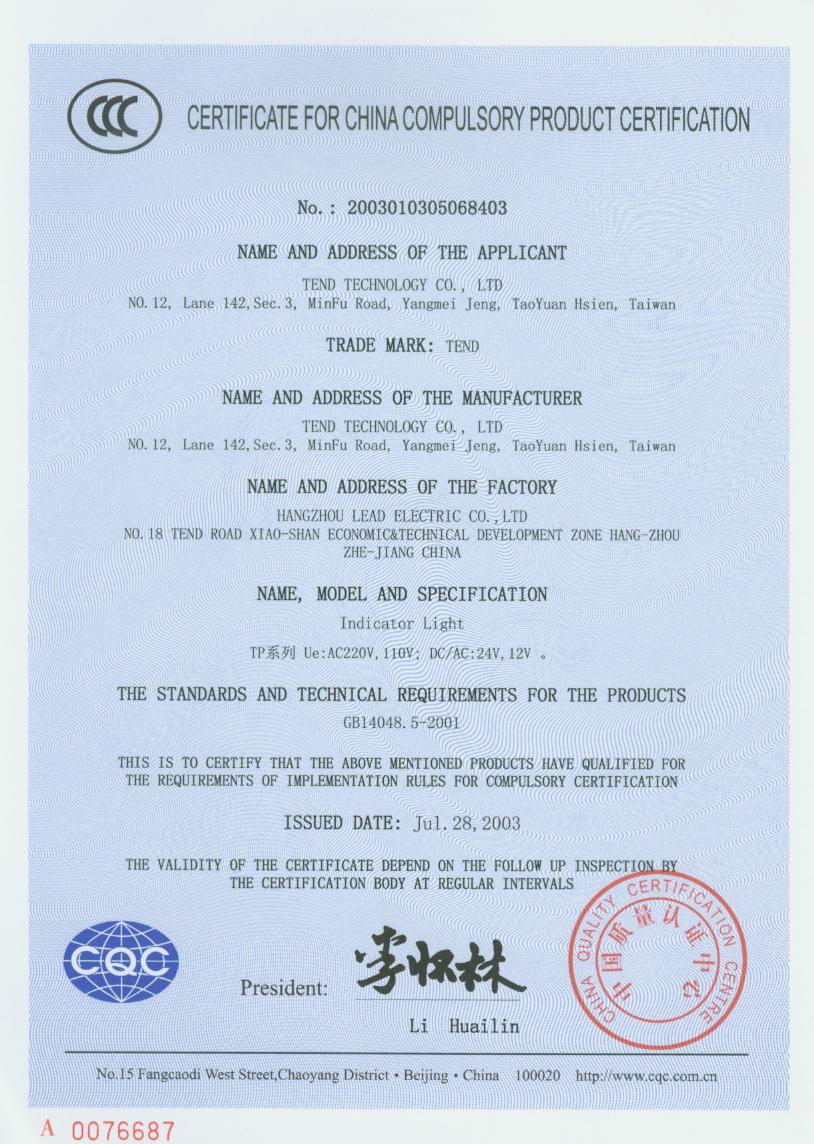 CCC
CERTIFICATE FOR CHINA COMPULSORY PRODUCT CERTIFICATION
No.: 2003010305068403
NAME AND ADDRESS OF THE APPLICANT
TEND TECHNOLOGY CO., LTD
NO.12, Lane 142,Sec.3, MinFu Road, Yangmei Jeng, TaoYuan Hsien, Taiwan
TRADE MARK: TEND
NAME AND ADDRESS OF THE MANUFACTURER
TEND TECHNOLOGY CO., LTD
NO.12, Lane 142,Sec.3, MinFu Road, Yangmei Jeng, TaoYuan Hsien, Taiwan
NAME AND ADDRESS OF THE FACTORY
HANGZHOU LEAD ELECTRIC CO.,LTD
NO.18 TEND ROAD XIAO-SHAN ECONOMIC&TECHNICAL DEVELOPMENT ZONE HANG-ZHOU
ZHE-JIANG CHINA
NAME, MODEL AND SPECIFICATION
Indicator Light
TP系列 Ue:AC220V,110V; DC/AC:24V,12V 。
THE STANDARDS AND TECHNICAL REQUIREMENTS FOR THE PRODUCTS
GB14048.5-2001
THIS IS TO CERTIFY THAT THE ABOVE MENTIONED PRODUCTS HAVE QUALIFIED FOR
THE REQUIREMENTS OF IMPLEMENTATION RULES FOR COMPULSORY CERTIFICATION
ISSUED DATE: Jul.28,2003
THE VALIDITY OF THE CERTIFICATE DEPEND ON THE FOLLOW UP INSPECTION BY
THE CERTIFICATION BODY AT REGULAR INTERVALS
CQC
President:
李怀林
Li Huailin
CHINA QUALITY CERTIFICATION CENTRE
中国质量认证中心
No.15 Fangcaodi West Street,Chaoyang District · Beijing · China 100020 http://www.cqc.com.cn
A 0076687